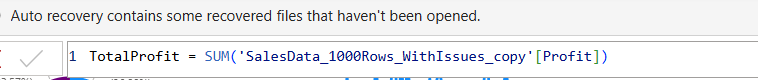 Auto recovery contains some recovered files that haven't been opened.
1 TotalProfit = SUM('SalesData_1000Rows_WithIssues_copy'[Profit])